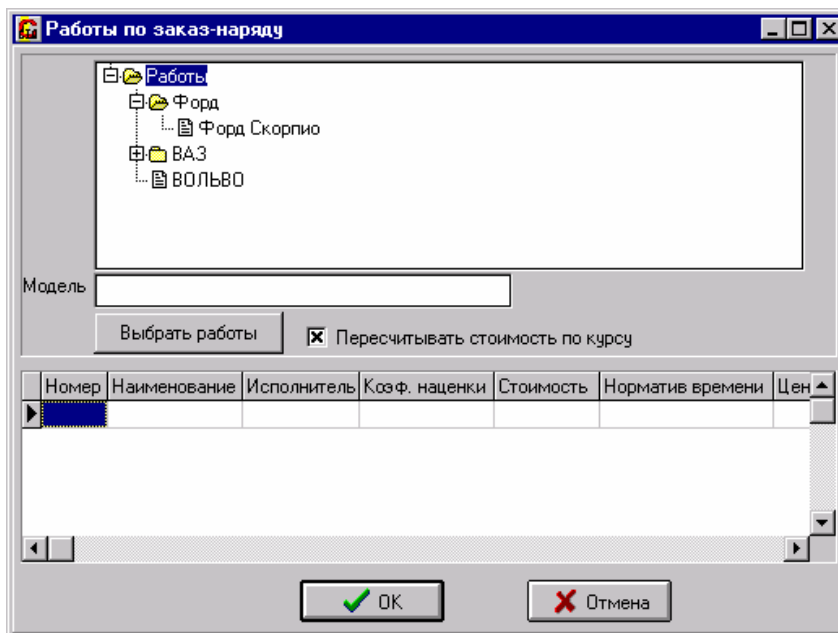 Работы по заказ-наряду
Работы
Форд
Форд Скорпио
ВАЗ
ВОЛЬВО
Модель
Выбрать работы Пересчитывать стоимость по курсу
Номер Наименование Исполнитель Коэф. наценки Стоимость Норматив времени Цен
OK Отмена